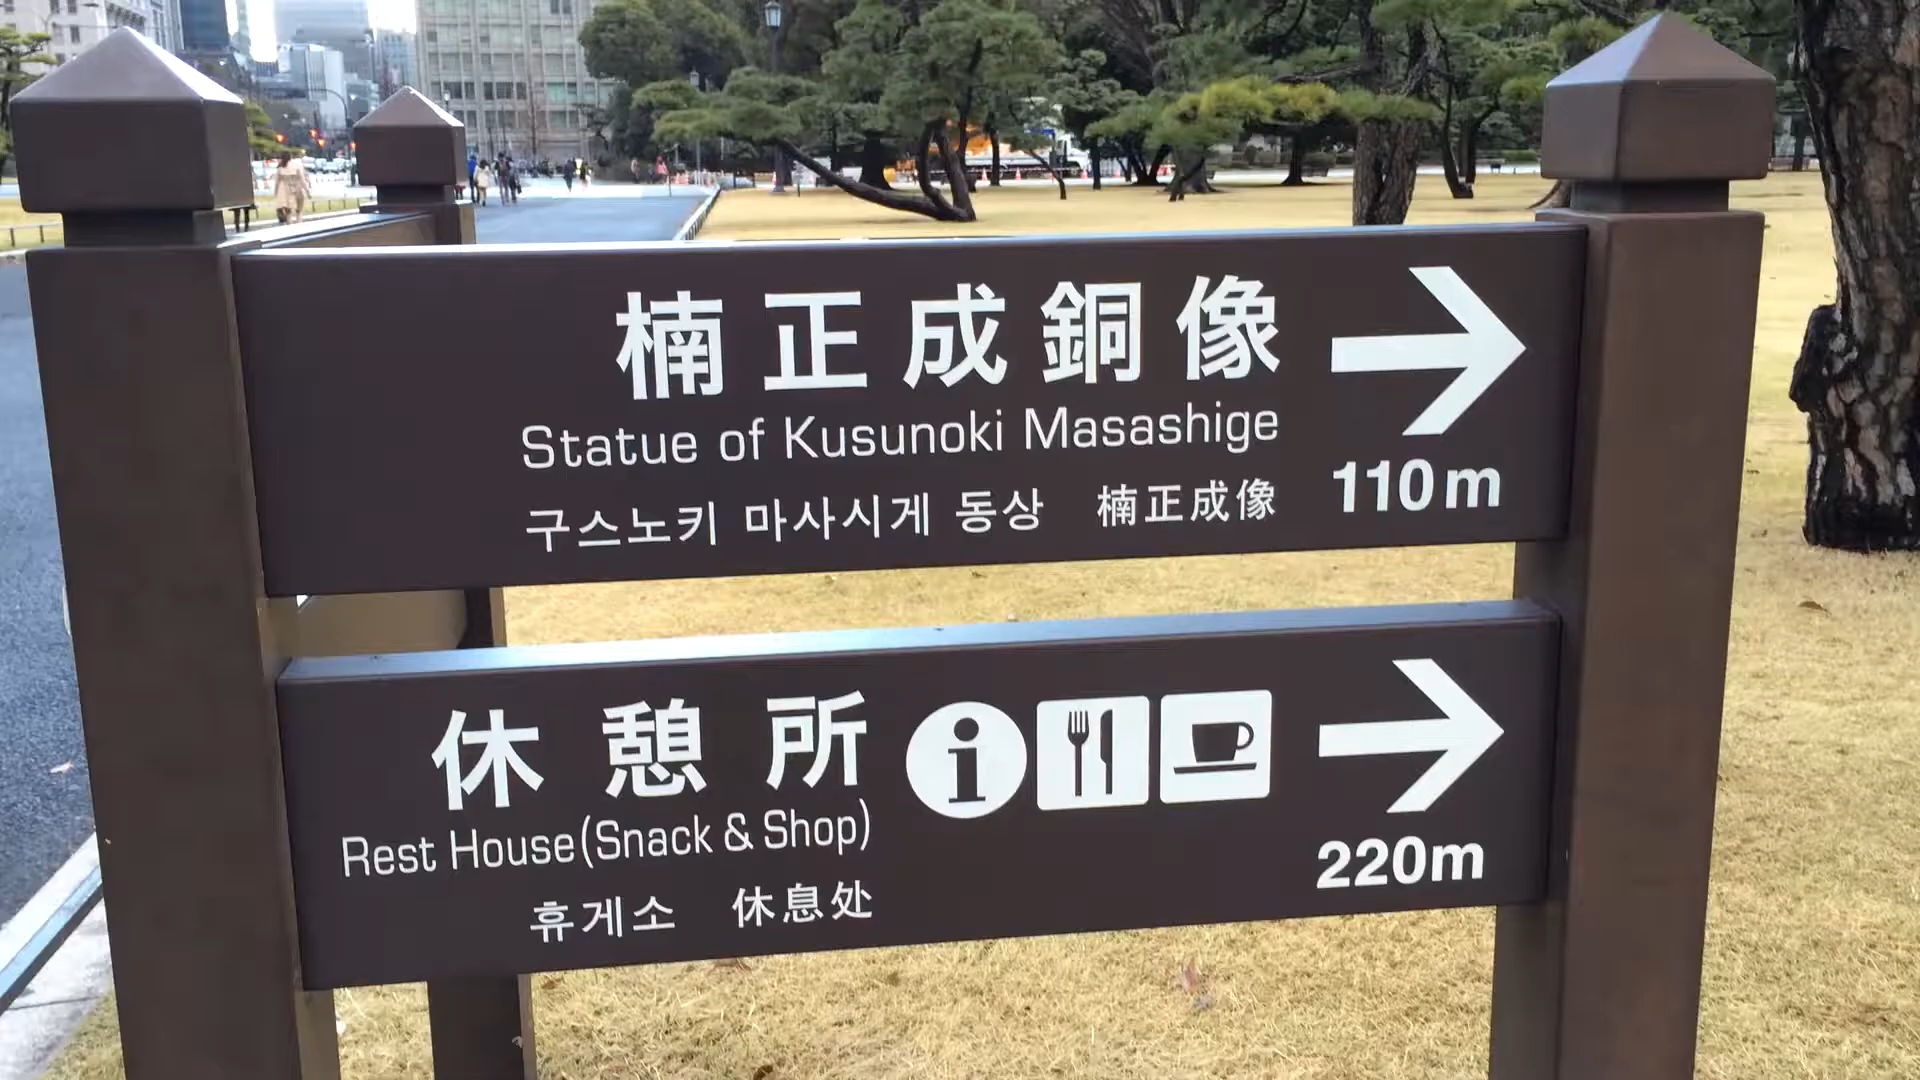 楠正成銅像
Statue of Kusunoki Masashige
구스노키 마사시게 동상　楠正成像
110m
休憩所
Rest House(Snack & Shop)
휴게소　休息处
220m